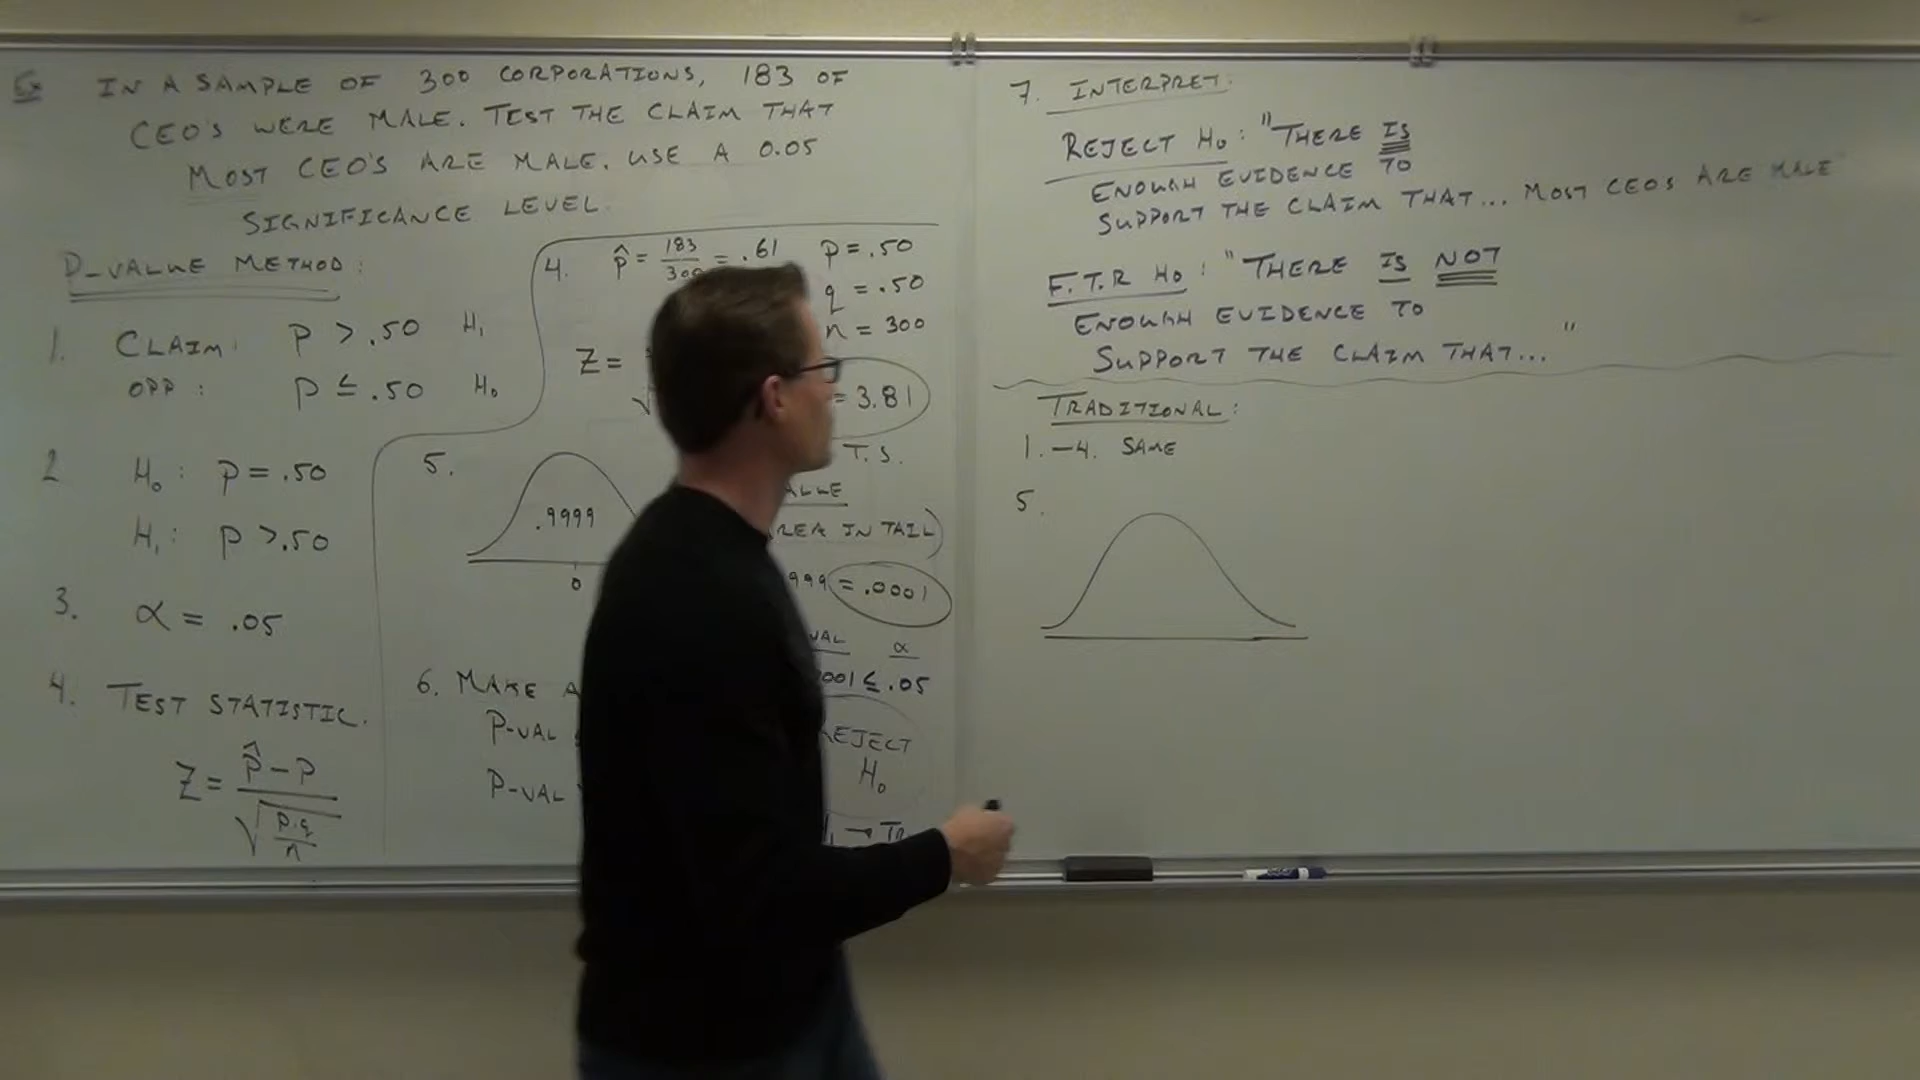 Ex IN A SAMPLE OF 300 CORPORATIONS, 183 OF
CEO'S WERE MALE. TEST THE CLAIM THAT
MOST CEO'S ARE MALE. USE A 0.05
SIGNIFICANCE LEVEL.
P-VALUE METHOD:
1. CLAIM: p > .50 H₁
OPP: p ≤ .50 H₀
2 H₀: p = .50
H₁: p > .50
3. α = .05
4. TEST STATISTIC.
Z = p̂ - p
√ p·q
n
4. p̂ = 183 = .61 p = .50
300
q = .50
n = 300
Z =
= 3.81
T.S.
5.
.9999
0
AREA IN TAIL)
= .0001
α
≤ .05
6. MAKE A
P-VAL
P-VAL
REJECT
H₀
7. INTERPRET:
REJECT H₀: "THERE IS
ENOUGH EVIDENCE TO
SUPPORT THE CLAIM THAT... MOST CEOS ARE MALE
F.T.R H₀: "THERE IS NOT
ENOUGH EVIDENCE TO
SUPPORT THE CLAIM THAT..."
TRADITIONAL:
1.-4. SAME
5.